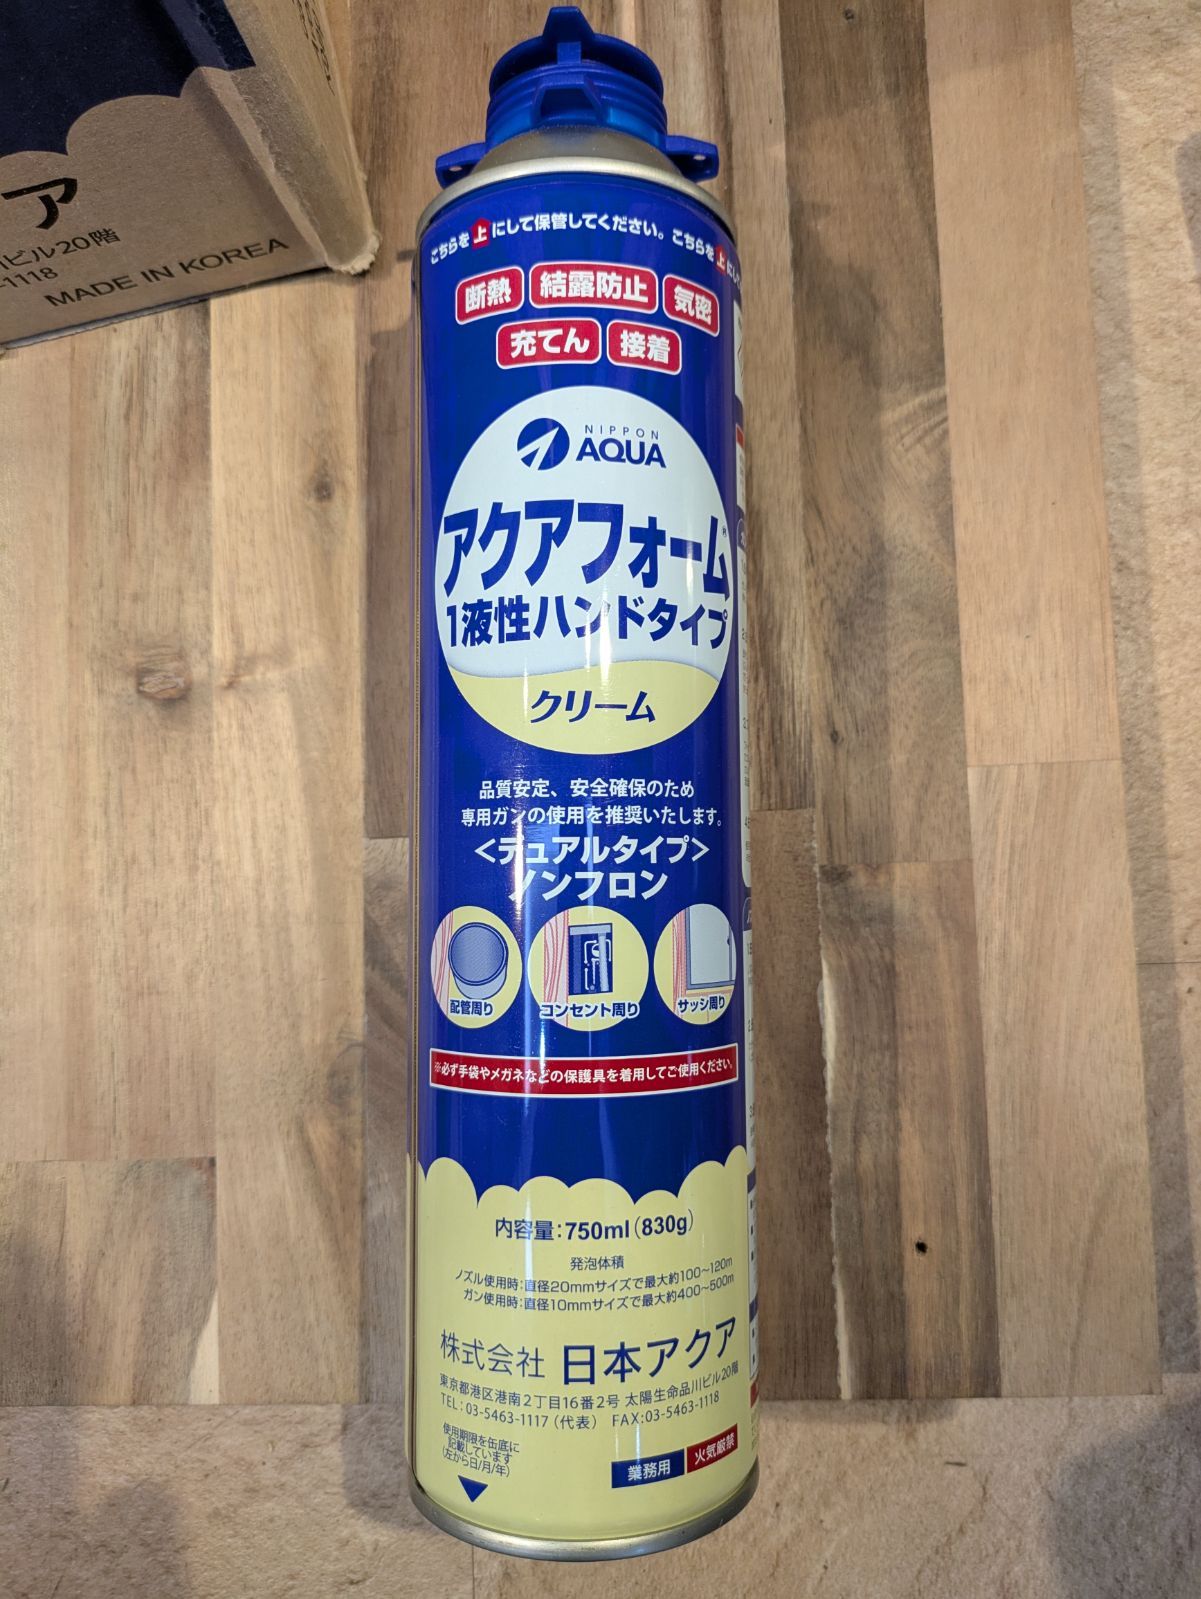 ア
ビル20階
-1118
MADE IN KOREA
こちらを上にして保管してください。こちらを上にして
断熱 結露防止 気密
充てん 接着
NIPPON
AQUA
アクアフォーム®
1液性ハンドタイプ
クリーム
品質安定、安全確保のため
専用ガンの使用を推奨いたします。
<デュアルタイプ>
ノンフロン
配管周り コンセント周り サッシ周り
※必ず手袋やメガネなどの保護具を着用してご使用ください。
内容量:750ml(830g)
発泡体積
ノズル使用時:直径20mmサイズで最大約100~120m
ガン使用時:直径10mmサイズで最大約400~500m
株式会社 日本アクア
東京都港区港南2丁目16番2号 太陽生命品川ビル20階
TEL:03-5463-1117(代表) FAX:03-5463-1118
使用期限を缶底に
記載しています
(左から日/月/年)
業務用 火気厳禁